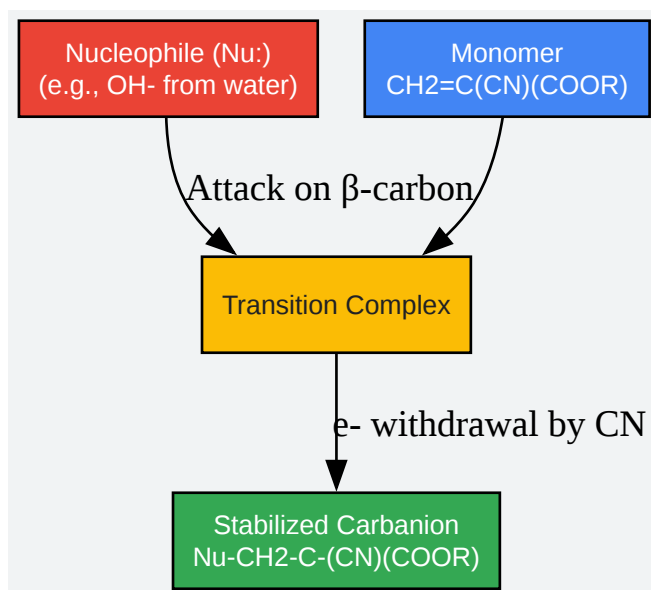 Nucleophile (Nu:)
(e.g., OH- from water)
Monomer
CH2=C(CN)(COOR)
Attack on β-carbon
Transition Complex
e- withdrawal by CN
Stabilized Carbanion
Nu-CH2-C-(CN)(COOR)